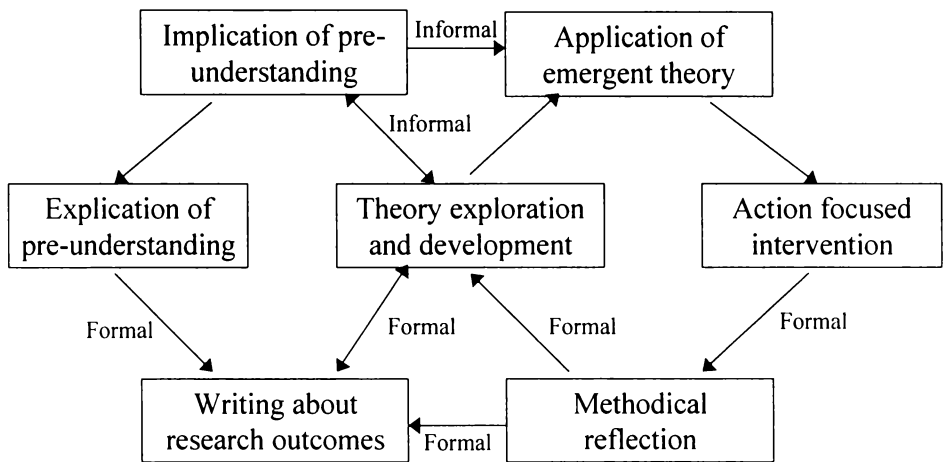 Implication of pre-
understanding
Informal
Application of
emergent theory
Informal
Explication of
pre-understanding
Theory exploration
and development
Action focused
intervention
Formal
Formal
Formal
Formal
Writing about
research outcomes
Formal
Methodical
reflection